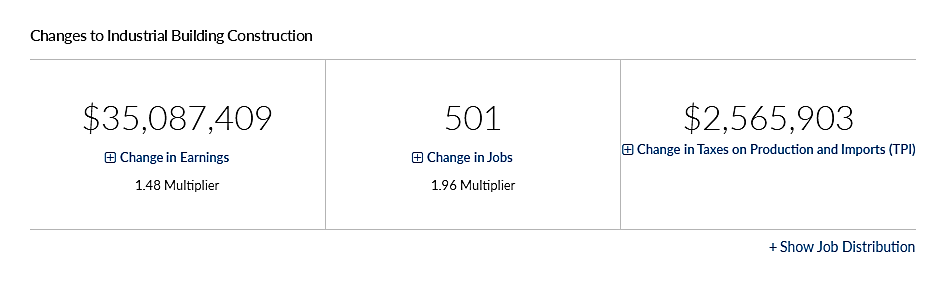 Changes to Industrial Building Construction
$35,087,409
Change in Earnings
1.48 Multiplier
501
Change in Jobs
1.96 Multiplier
$2,565,903
Change in Taxes on Production and Imports (TPI)
+ Show Job Distribution